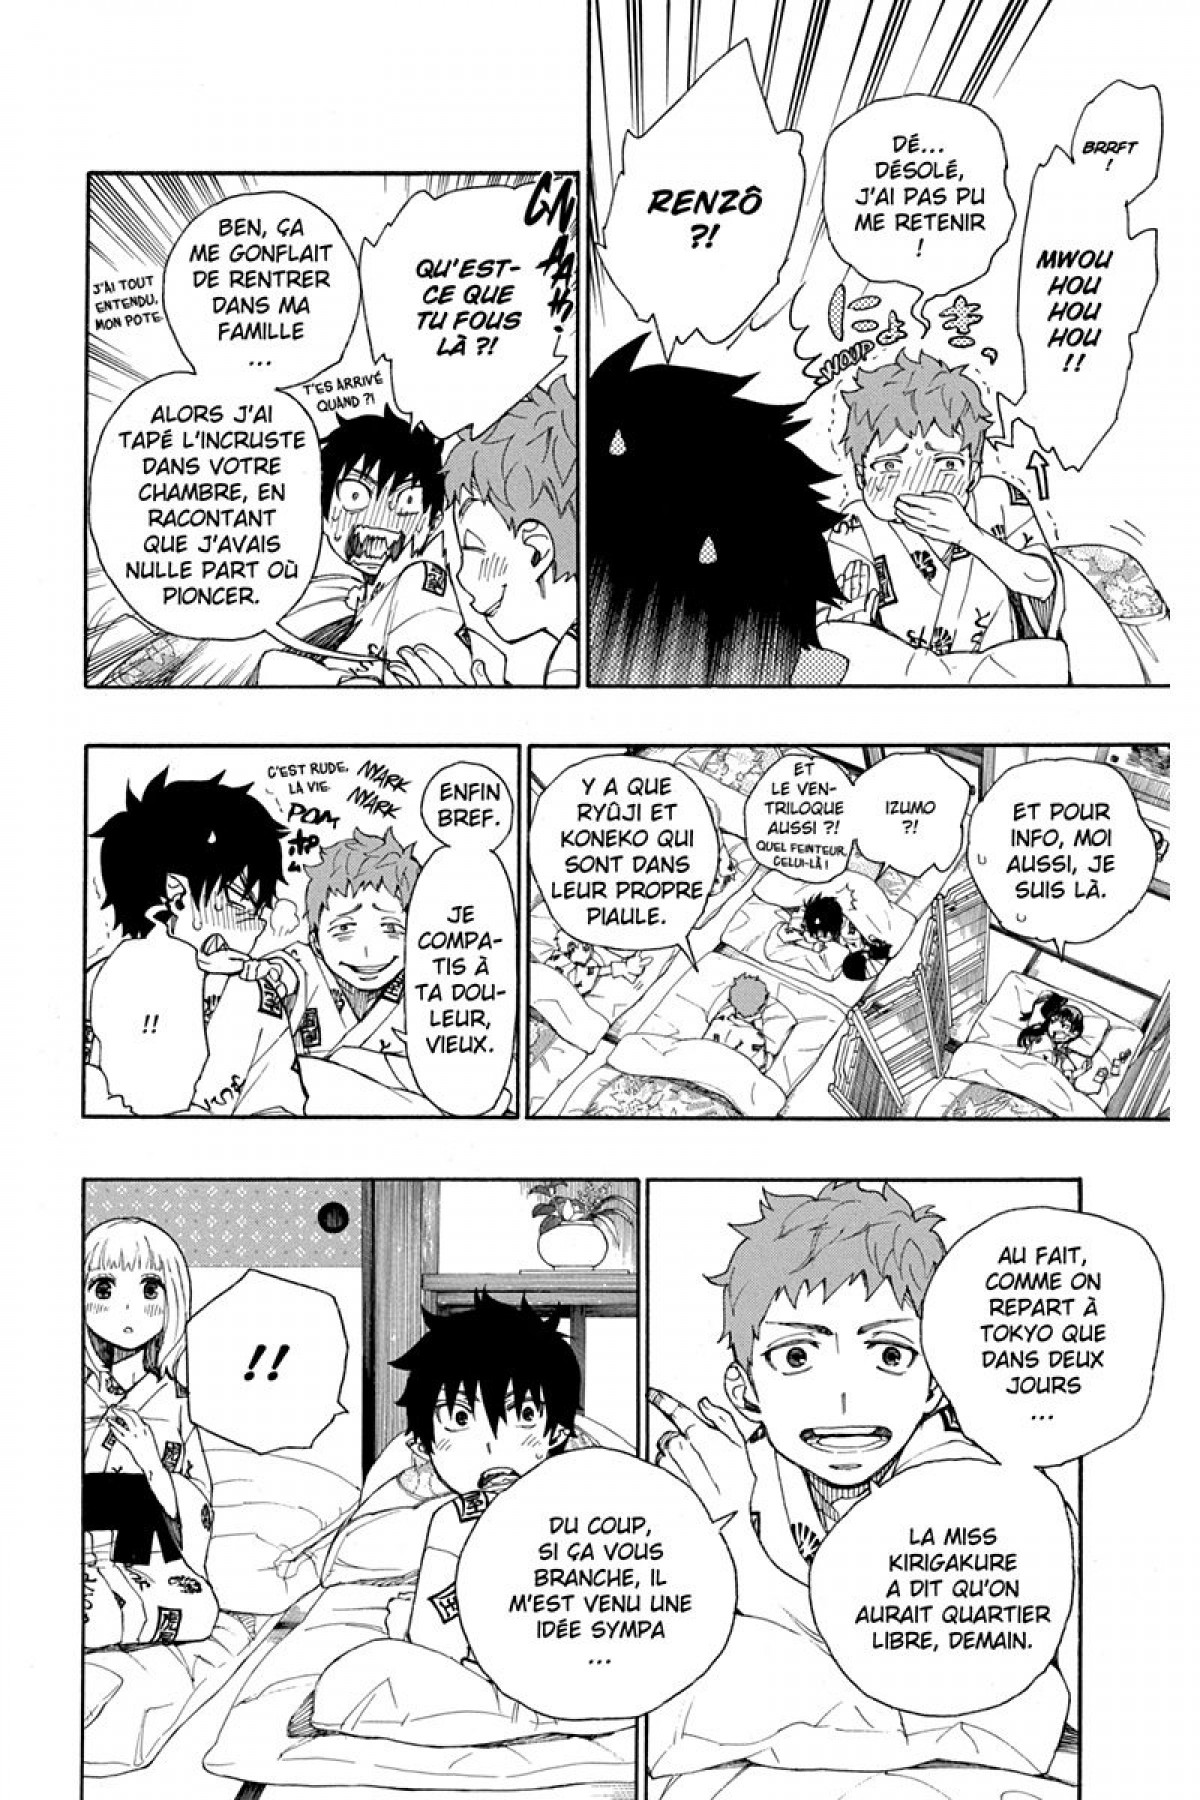 BRRFT
!
MWOU
HOU
HOU
HOU
!!
DÉ...
DÉSOLÉ,
J'AI PAS PU
ME RETENIR
!
WOUP
RENZÔ
?!
QU'EST-
CE QUE
TU FOUS
LÀ ?!
T'ES ARRIVÉ
QUAND ?!
BEN, ÇA
ME GONFLAIT
DE RENTRER
DANS MA
FAMILLE
...
J'AI TOUT
ENTENDU,
MON POTE.
ALORS J'AI
TAPÉ L'INCRUSTE
DANS VOTRE
CHAMBRE, EN
RACONTANT
QUE J'AVAIS
NULLE PART OÙ
PIONCER.
ET POUR
INFO, MOI
AUSSI, JE
SUIS LÀ.
IZUMO
?!
ET
LE VEN-
TRILOQUE
AUSSI ?!
QUEL FEINTEUR,
CELUI-LÀ !
Y A QUE
RYÛJI ET
KONEKO QUI
SONT DANS
LEUR PROPRE
PIAULE.
ENFIN
BREF.
NYARK
NYARK
C'EST RUDE,
LA VIE.
POM
JE
COMPA-
TIS À
TA DOU-
LEUR,
VIEUX.
!!
AU FAIT,
COMME ON
REPART À
TOKYO QUE
DANS DEUX
JOURS
...
LA MISS
KIRIGAKURE
A DIT QU'ON
AURAIT QUARTIER
LIBRE, DEMAIN.
DU COUP,
SI ÇA VOUS
BRANCHE, IL
M'EST VENU UNE
IDÉE SYMPA
...
!!